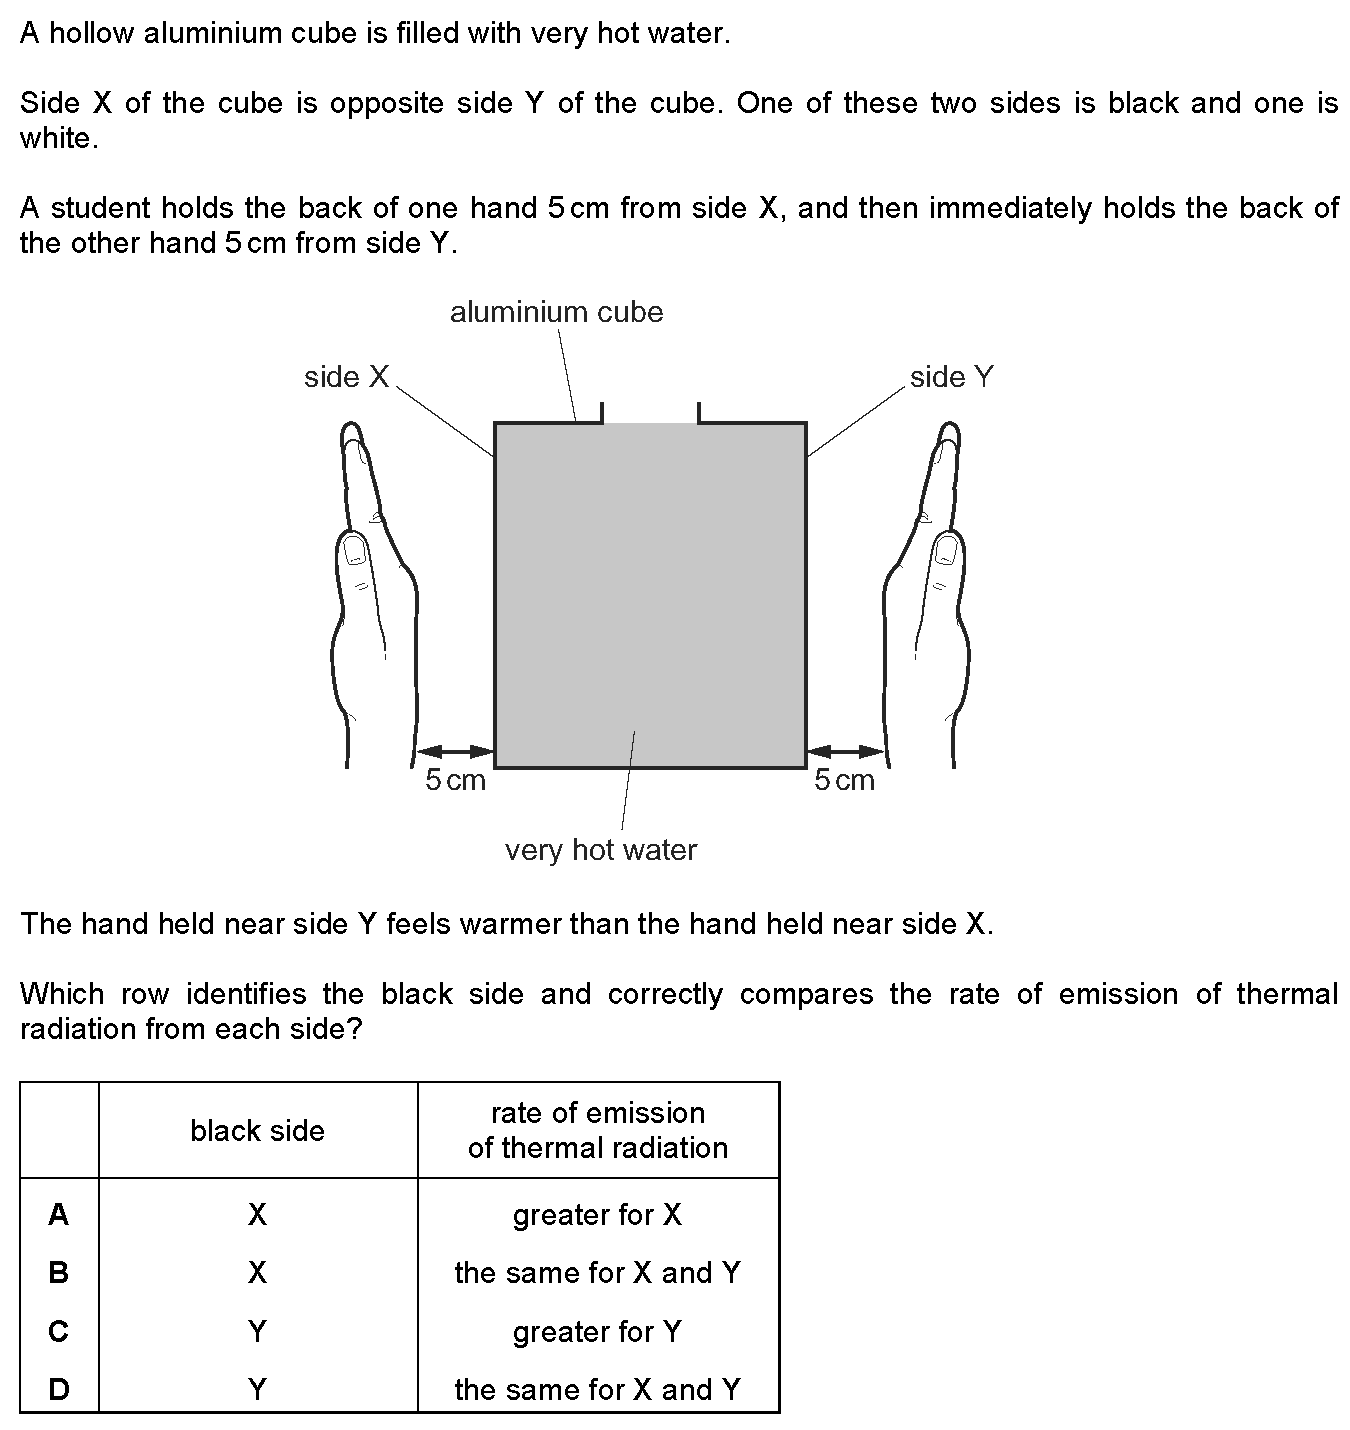 A hollow aluminium cube is filled with very hot water.
Side X of the cube is opposite side Y of the cube. One of these two sides is black and one is
white.
A student holds the back of one hand 5 cm from side X, and then immediately holds the back of
the other hand 5 cm from side Y.
aluminium cube
side X
side Y
5 cm
5 cm
very hot water
The hand held near side Y feels warmer than the hand held near side X.
Which row identifies the black side and correctly compares the rate of emission of thermal
radiation from each side?
black side
rate of emission
of thermal radiation
A X greater for X
B X the same for X and Y
C Y greater for Y
D Y the same for X and Y